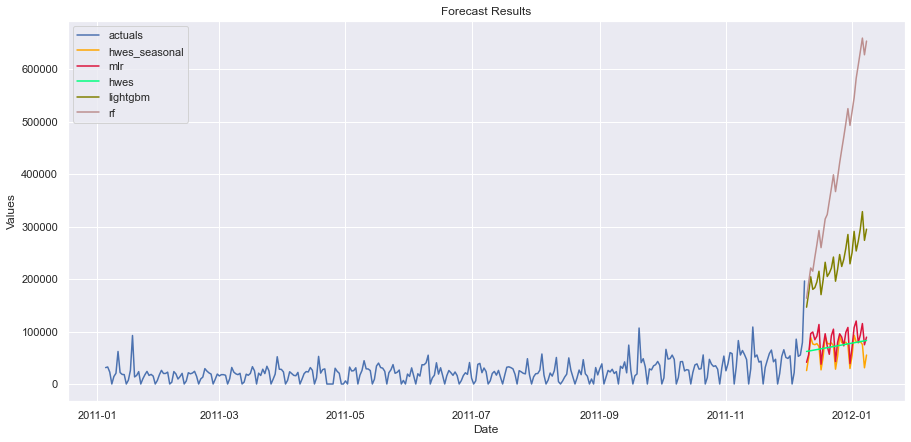 Forecast Results
actuals
hwes_seasonal
mlr
hwes
lightgbm
rf
Values
600000
500000
400000
300000
200000
100000
0
2011-01
2011-03
2011-05
2011-07
2011-09
2011-11
2012-01
Date